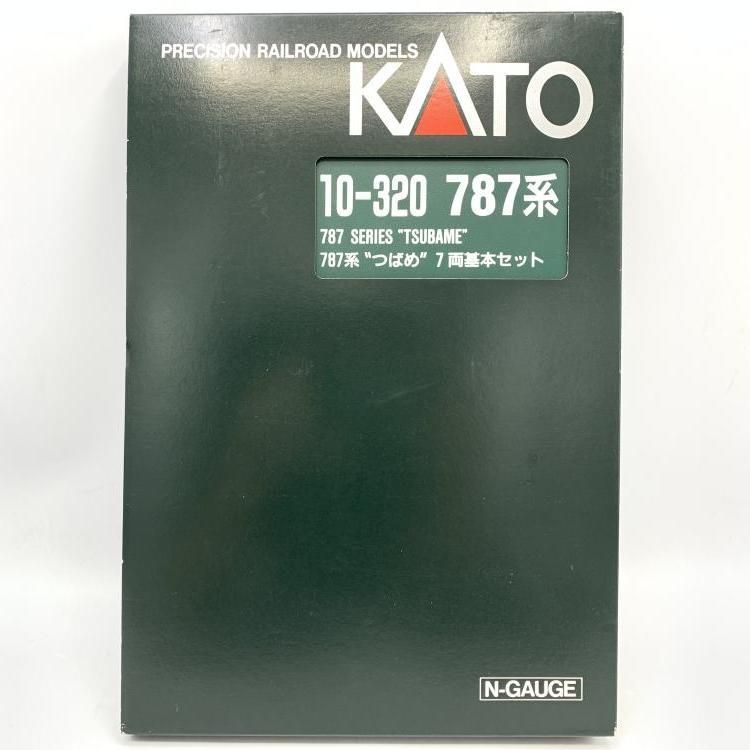 PRECISION RAILROAD MODELS
KATO
10-320 787系
787 SERIES "TSUBAME"
787系 "つばめ" 7両基本セット
N-GAUGE